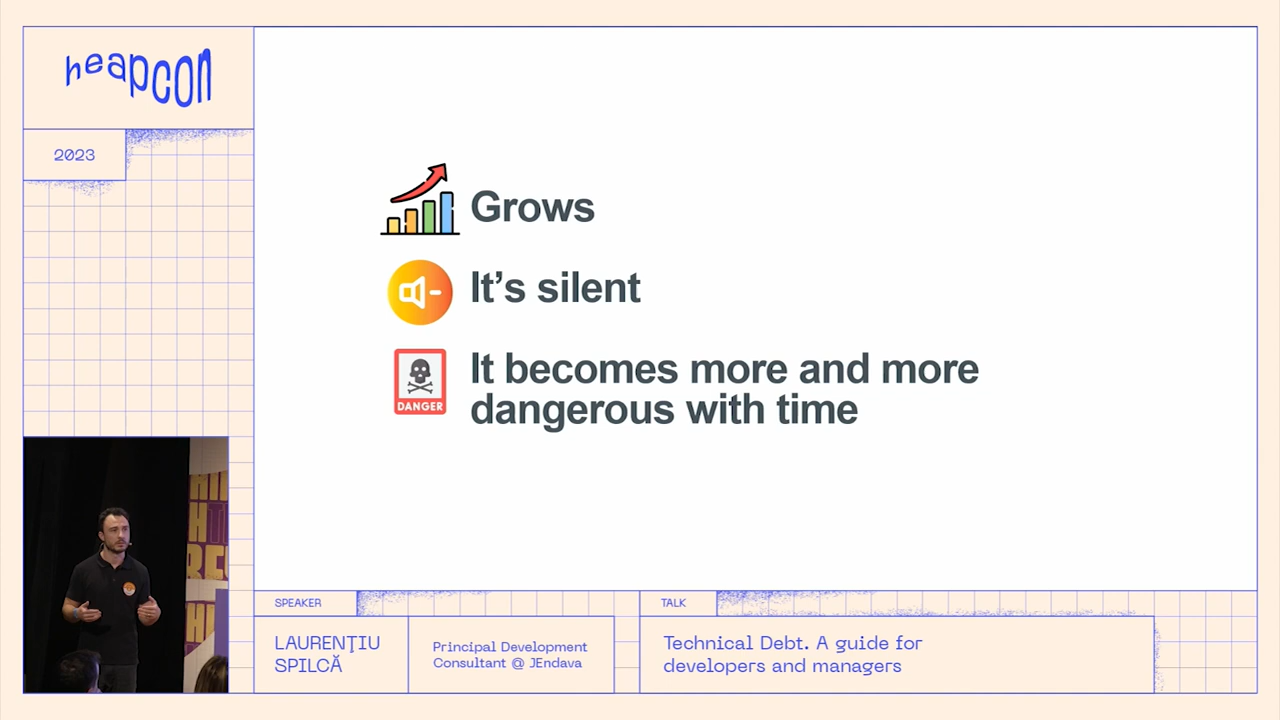 heapcon
2023
Grows
It's silent
DANGER
It becomes more and more
dangerous with time
SPEAKER
LAURENŢIU
SPILCĂ
Principal Development
Consultant @ JEndava
TALK
Technical Debt. A guide for
developers and managers